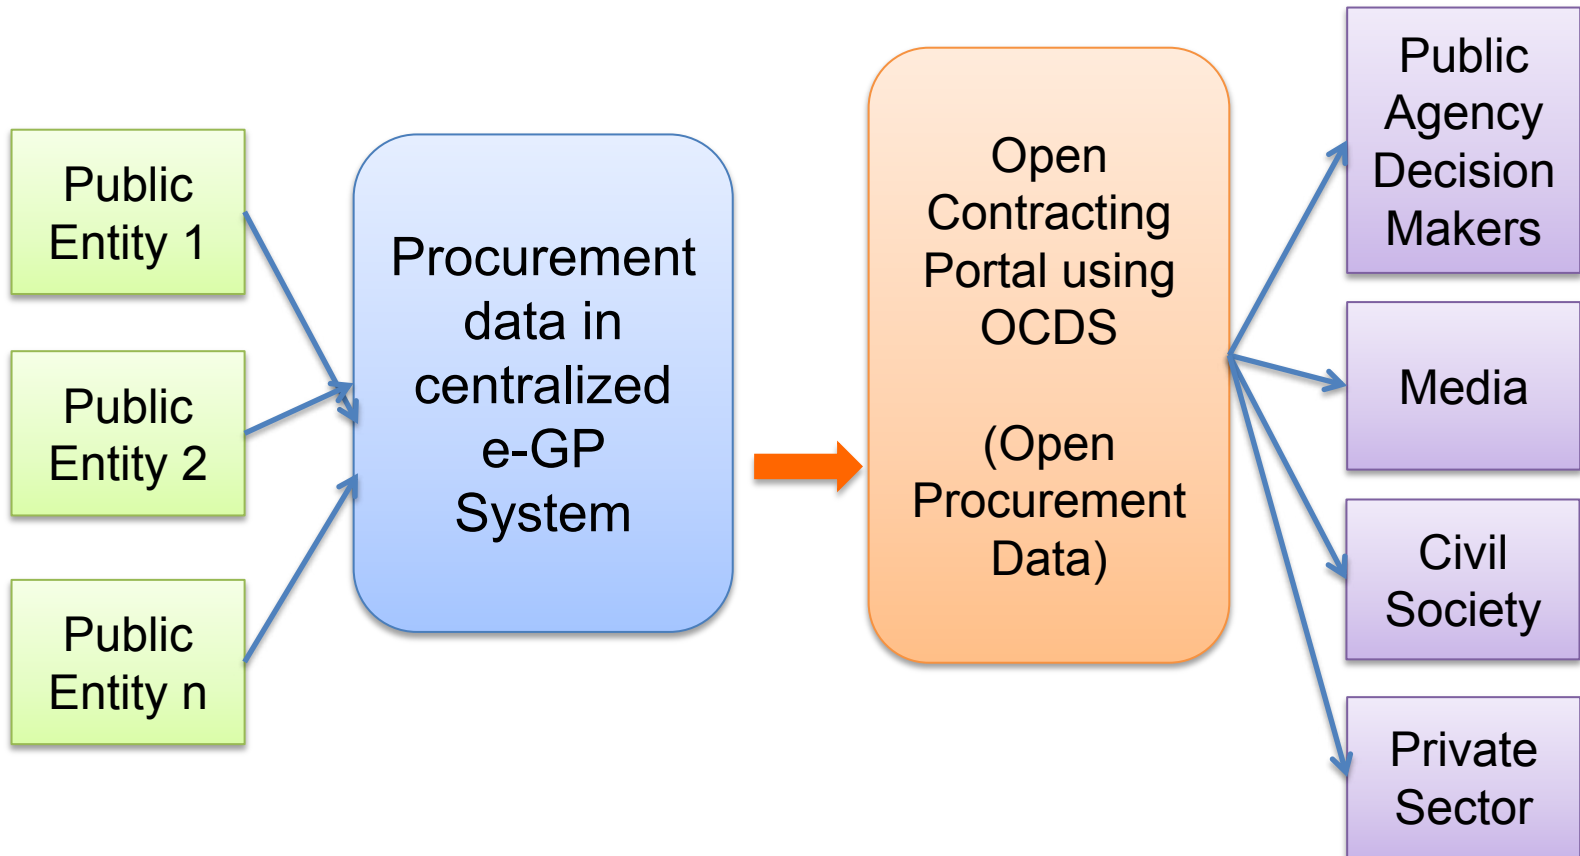 Public
Entity 1
Public
Entity 2
Public
Entity n
Procurement
data in
centralized
e-GP
System
Open
Contracting
Portal using
OCDS
(Open
Procurement
Data)
Public
Agency
Decision
Makers
Media
Civil
Society
Private
Sector